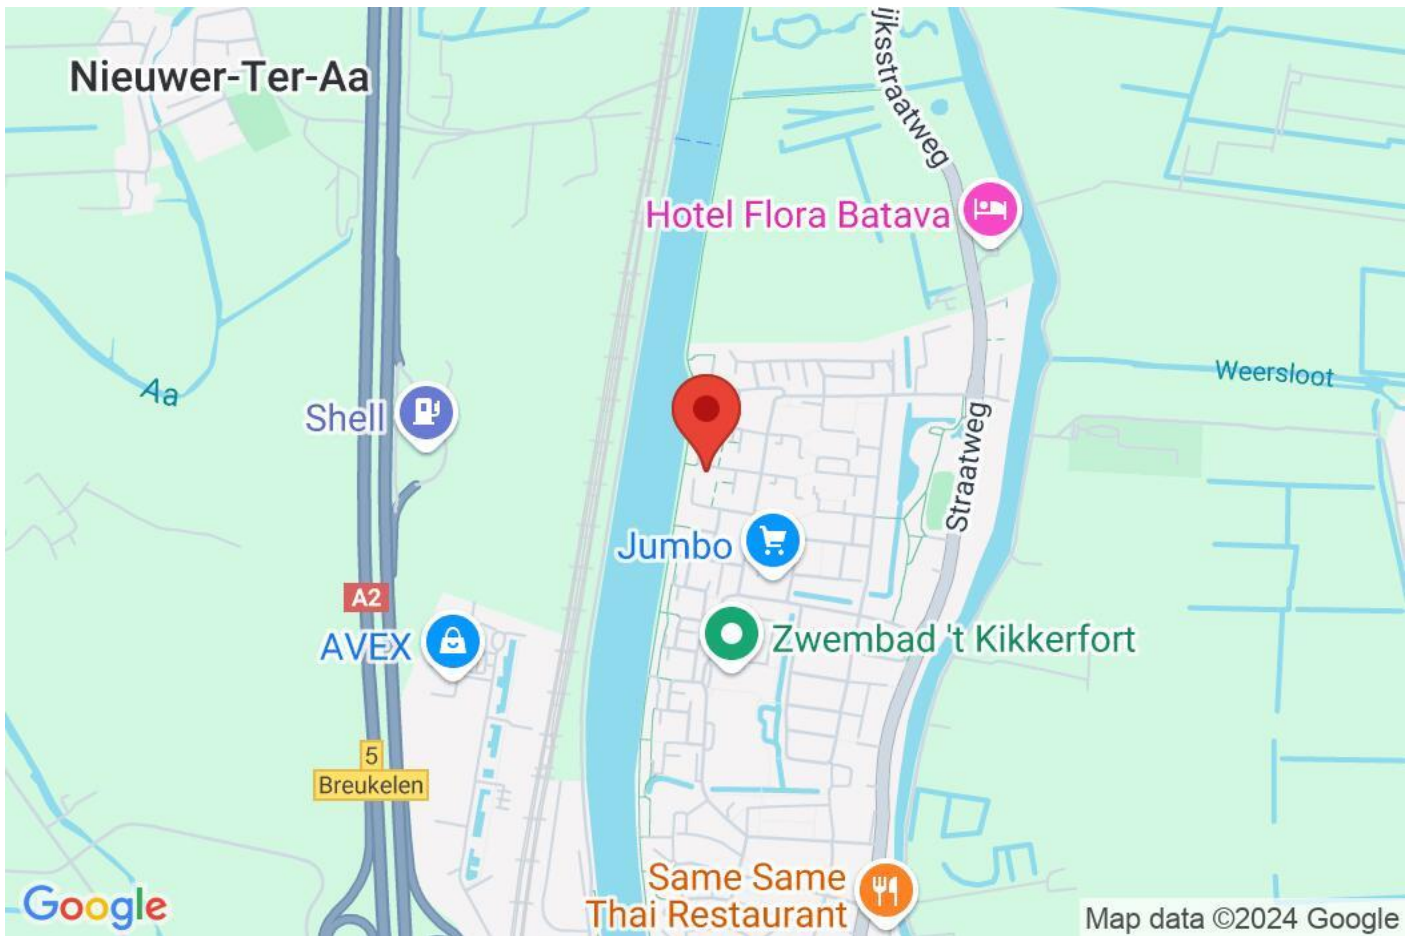 Nieuwer-Ter-Aa
ijksstraatweg
Hotel Flora Batava
Weersloot
Aa
Shell
Straatweg
Jumbo
A2
AVEX
Zwembad 't Kikkerfort
5
Breukelen
Same Same
Thai Restaurant
Google
Map data ©2024 Google